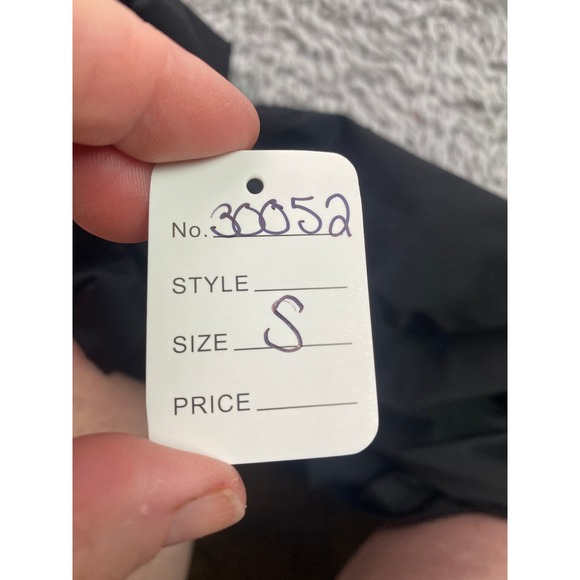 No. 30052
STYLE
SIZE S
PRICE